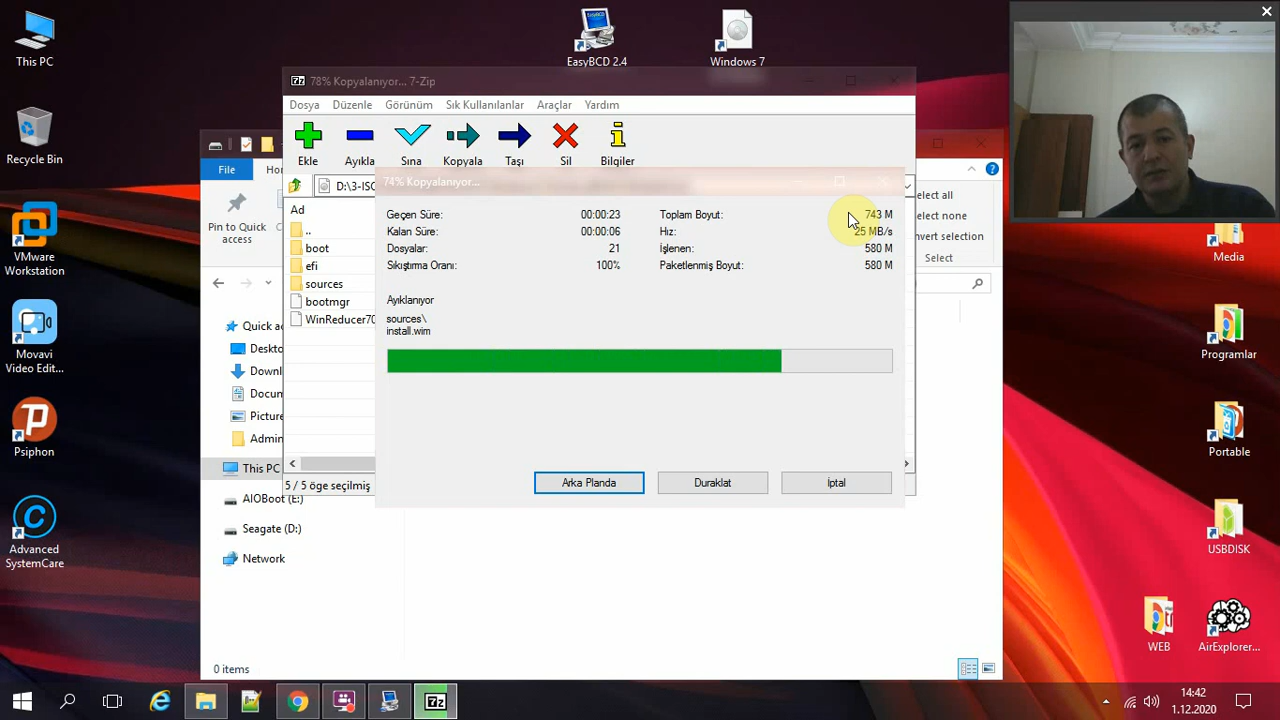 This PC
Recycle Bin
VMware
Workstation
Movavi
Video Edit...
Psiphon
Advanced
SystemCare
EasyBCD 2.4
Windows 7
78% Kopyalanıyor... 7-Zip
Dosya Düzenle Görünüm Sık Kullanılanlar Araçlar Yardım
Ekle Ayıkla Sına Kopyala Taşı Sil Bilgiler
D:\3-ISO
Ad
..
boot
efi
sources
bootmgr
WinReducer70
5 / 5 öge seçilmiş
74% Kopyalanıyor...
Geçen Süre: 00:00:23 Toplam Boyut: 743 M
Kalan Süre: 00:00:06 Hız: 25 MB/s
Dosyalar: 21 İşlenen: 580 M
Sıkıştırma Oranı: 100% Paketlenmiş Boyut: 580 M
Ayıklanıyor
sources\
install.wim
Arka Planda Duraklat İptal
File
Pin to Quick
access
elect all
elect none
nvert selection
Select
Quick ac
Deskto
Downl
Docun
Picture
Admin
This PC
AIOBoot (E:)
Seagate (D:)
Network
0 items
Media
Programlar
Portable
USBDISK
WEB
AirExplorer...
14:42
1.12.2020